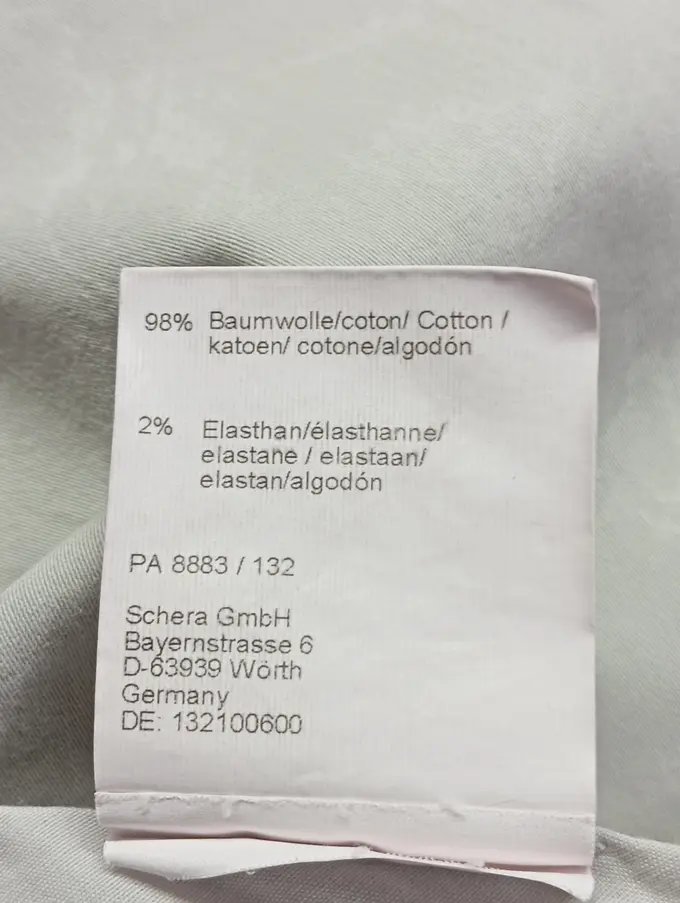 98% Baumwolle/coton/ Cotton /
katoen/ cotone/algodón
2% Elasthan/élasthanne/
elastane / elastaan/
elastan/algodón
PA 8883 / 132
Schera GmbH
Bayernstrasse 6
D-63939 Wörth
Germany
DE: 132100600